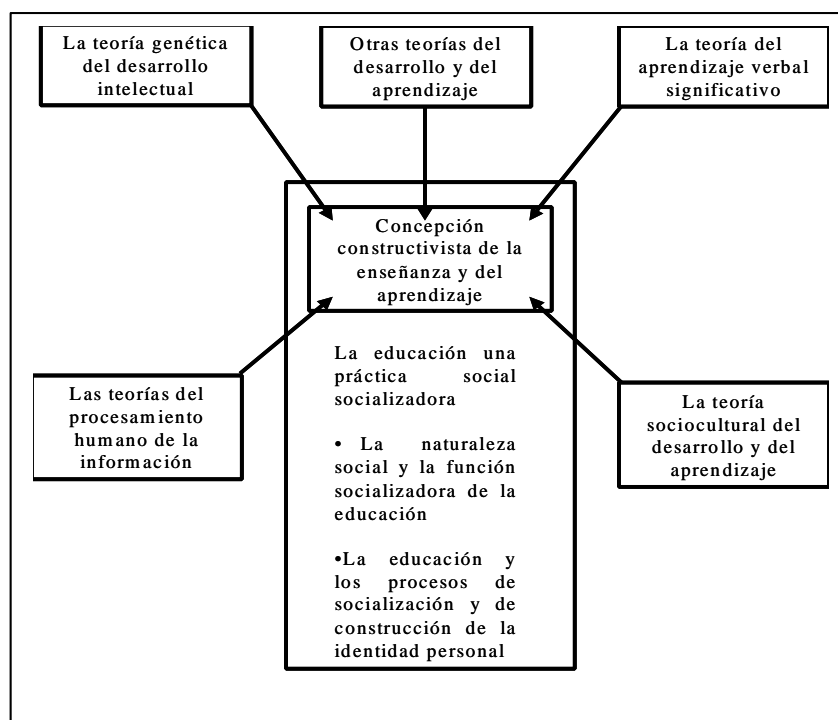 La teoría genética
del desarrollo
intelectual
Otras teorías del
desarrollo y del
aprendizaje
La teoría del
aprendizaje verbal
significativo
Concepción
constructivista de la
enseñanza y del
aprendizaje
Las teorías del
procesamiento
humano de la
información
La teoría
sociocultural del
desarrollo y del
aprendizaje
La educación una
práctica social
socializadora
• La naturaleza
social y la función
socializadora de la
educación
•La educación y
los procesos de
socialización y de
construcción de la
identidad personal